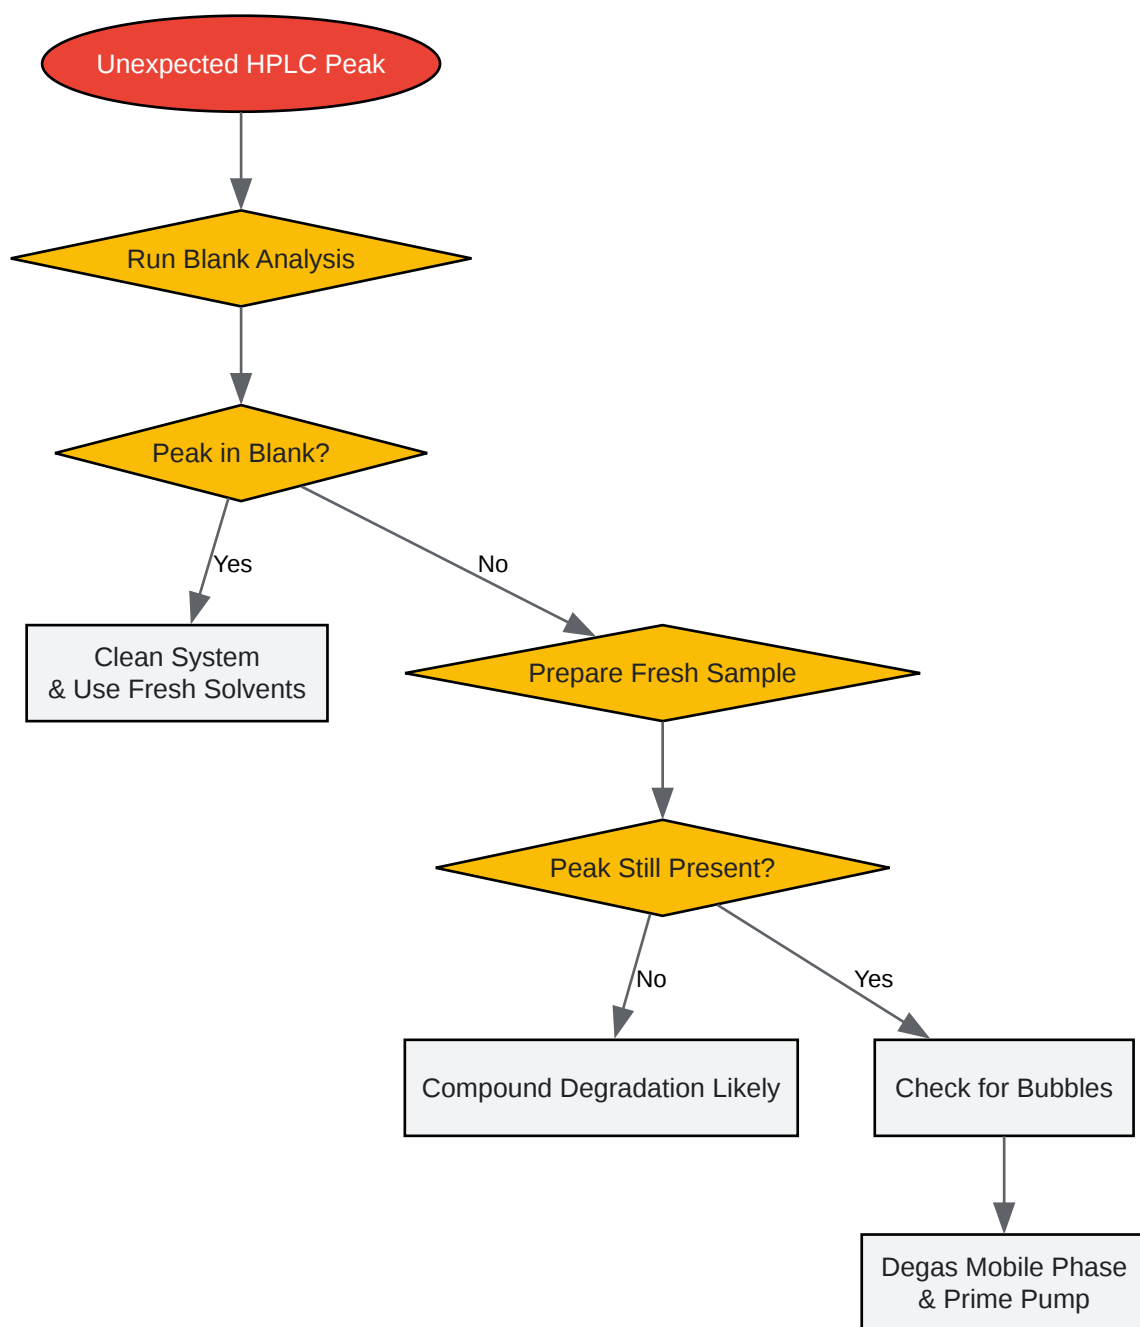 Unexpected HPLC Peak
Run Blank Analysis
Peak in Blank?
Yes
No
Clean System
& Use Fresh Solvents
Prepare Fresh Sample
Peak Still Present?
No
Yes
Compound Degradation Likely
Check for Bubbles
Degas Mobile Phase
& Prime Pump